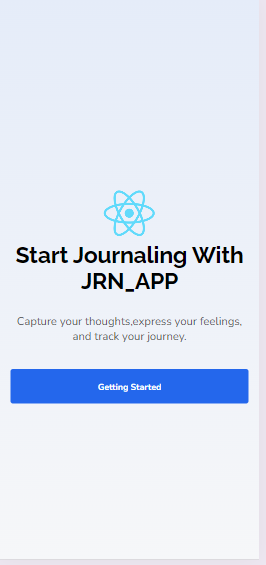 Start Journaling With
JRN_APP
Capture your thoughts,express your feelings,
and track your journey.
Getting Started